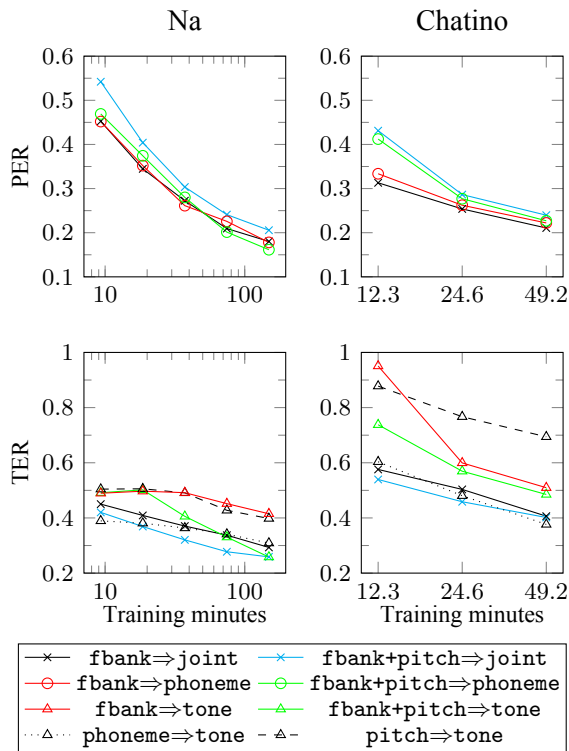 Na Chatino
PER
0.6 0.6
0.5 0.5
0.4 0.4
0.3 0.3
0.2 0.2
0.1 0.1
10 100 12.3 24.6 49.2
TER
1 1
0.8 0.8
0.6 0.6
0.4 0.4
0.2 0.2
10 100 12.3 24.6 49.2
Training minutes Training minutes
fbank⇒joint fbank+pitch⇒joint
fbank⇒phoneme fbank+pitch⇒phoneme
fbank⇒tone fbank+pitch⇒tone
phoneme⇒tone pitch⇒tone